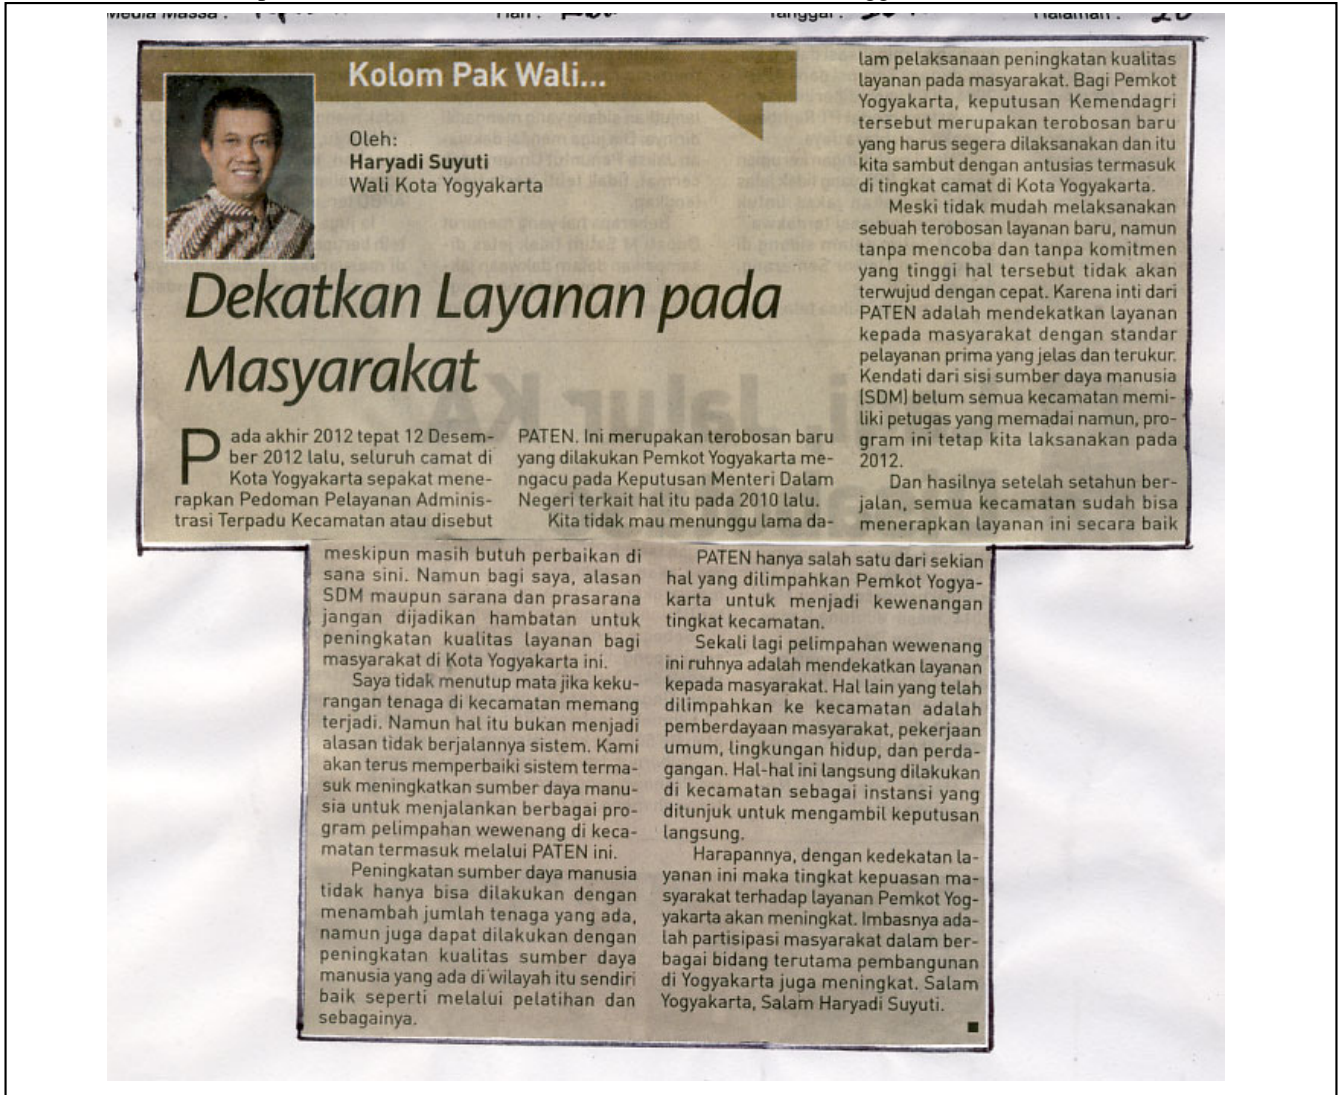 Media Massa :
Hari :
Tanggal :
Halaman : 20
Kolom Pak Wali...
Oleh:
Haryadi Suyuti
Wali Kota Yogyakarta
Dekatkan Layanan pada
Masyarakat
Pada akhir 2012 tepat 12 Desem-
ber 2012 lalu, seluruh camat di
Kota Yogyakarta sepakat mene-
rapkan Pedoman Pelayanan Adminis-
trasi Terpadu Kecamatan atau disebut
PATEN. Ini merupakan terobosan baru
yang dilakukan Pemkot Yogyakarta me-
ngacu pada Keputusan Menteri Dalam
Negeri terkait hal itu pada 2010 lalu.
Kita tidak mau menunggu lama da-
lam pelaksanaan peningkatan kualitas
layanan pada masyarakat. Bagi Pemkot
Yogyakarta, keputusan Kemendagri
tersebut merupakan terobosan baru
yang harus segera dilaksanakan dan itu
kita sambut dengan antusias termasuk
di tingkat camat di Kota Yogyakarta.
Meski tidak mudah melaksanakan
sebuah terobosan layanan baru, namun
tanpa mencoba dan tanpa komitmen
yang tinggi hal tersebut tidak akan
terwujud dengan cepat. Karena inti dari
PATEN adalah mendekatkan layanan
kepada masyarakat dengan standar
pelayanan prima yang jelas dan terukur.
Kendati dari sisi sumber daya manusia
(SDM) belum semua kecamatan memi-
liki petugas yang memadai namun, pro-
gram ini tetap kita laksanakan pada
2012.
Dan hasilnya setelah setahun ber-
jalan, semua kecamatan sudah bisa
menerapkan layanan ini secara baik
meskipun masih butuh perbaikan di
sana sini. Namun bagi saya, alasan
SDM maupun sarana dan prasarana
jangan dijadikan hambatan untuk
peningkatan kualitas layanan bagi
masyarakat di Kota Yogyakarta ini.
Saya tidak menutup mata jika keku-
rangan tenaga di kecamatan memang
terjadi. Namun hal itu bukan menjadi
alasan tidak berjalannya sistem. Kami
akan terus memperbaiki sistem terma-
suk meningkatkan sumber daya manu-
sia untuk menjalankan berbagai pro-
gram pelimpahan wewenang di keca-
matan termasuk melalui PATEN ini.
Peningkatan sumber daya manusia
tidak hanya bisa dilakukan dengan
menambah jumlah tenaga yang ada,
namun juga dapat dilakukan dengan
peningkatan kualitas sumber daya
manusia yang ada di wilayah itu sendiri
baik seperti melalui pelatihan dan
sebagainya.
PATEN hanya salah satu dari sekian
hal yang dilimpahkan Pemkot Yogya-
karta untuk menjadi kewenangan
tingkat kecamatan.
Sekali lagi pelimpahan wewenang
ini ruhnya adalah mendekatkan layanan
kepada masyarakat. Hal lain yang telah
dilimpahkan ke kecamatan adalah
pemberdayaan masyarakat, pekerjaan
umum, lingkungan hidup, dan perda-
gangan. Hal-hal ini langsung dilakukan
di kecamatan sebagai instansi yang
ditunjuk untuk mengambil keputusan
langsung.
Harapannya, dengan kedekatan la-
yanan ini maka tingkat kepuasan ma-
syarakat terhadap layanan Pemkot Yog-
yakarta akan meningkat. Imbasnya ada-
lah partisipasi masyarakat dalam ber-
bagai bidang terutama pembangunan
di Yogyakarta juga meningkat. Salam
Yogyakarta, Salam Haryadi Suyuti.